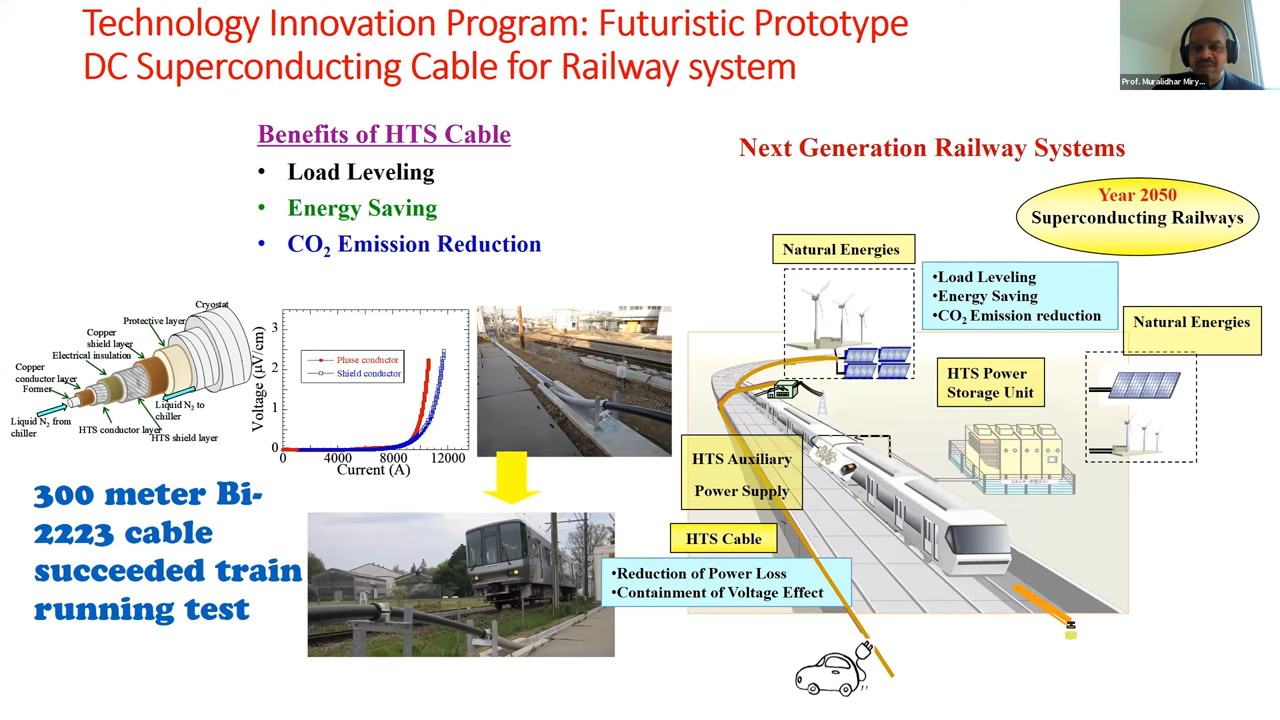 Technology Innovation Program: Futuristic Prototype
DC Superconducting Cable for Railway system
Prof. Muralidhar Miry...
Benefits of HTS Cable
• Load Leveling
• Energy Saving
• CO2 Emission Reduction
Next Generation Railway Systems
Year 2050
Superconducting Railways
Natural Energies
•Load Leveling
•Energy Saving
•CO2 Emission reduction
Natural Energies
HTS Power
Storage Unit
HTS Auxiliary
Power Supply
HTS Cable
•Reduction of Power Loss
•Containment of Voltage Effect
Cryostat
Protective layer
Copper
shield layer
Electrical insulation
Copper
conductor layer
Former
Liquid N2 from
chiller
HTS conductor layer
Liquid N2 to
chiller
HTS shield layer
Voltage (μV/cm)
3
2
1
0
Phase conductor
Shield conductor
0
4000
8000
12000
Current (A)
300 meter Bi-
2223 cable
succeeded train
running test